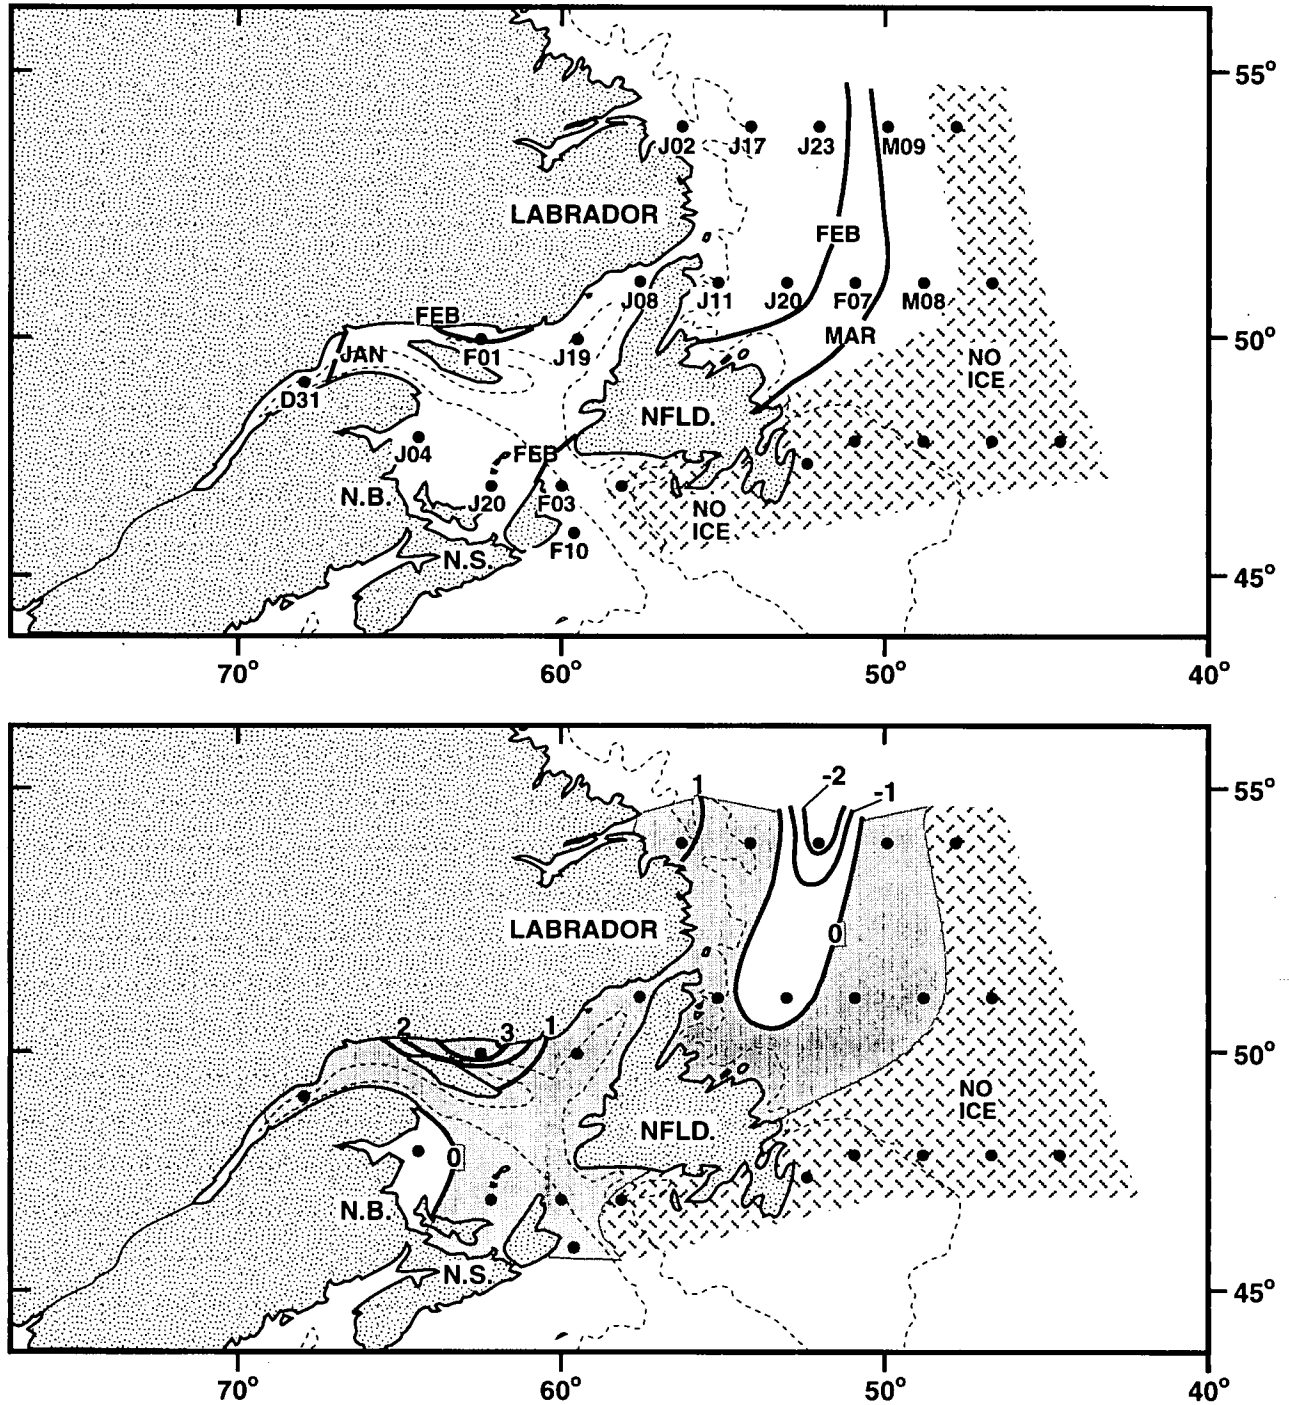 55°
J02 J17 J23 M09
LABRADOR
FEB
J08 J11 J20 F07 M08
FEB
MAR
50°
JAN
F01 J19
NO
ICE
D31
NFLD.
J04
FEB
N.B.
J20 F03
NO
ICE
F10
N.S.
45°
70° 60° 50° 40°
-2
1 -1
55°
LABRADOR
0
2 3 1
50°
NO
ICE
NFLD.
0
N.B.
N.S.
45°
70° 60° 50° 40°